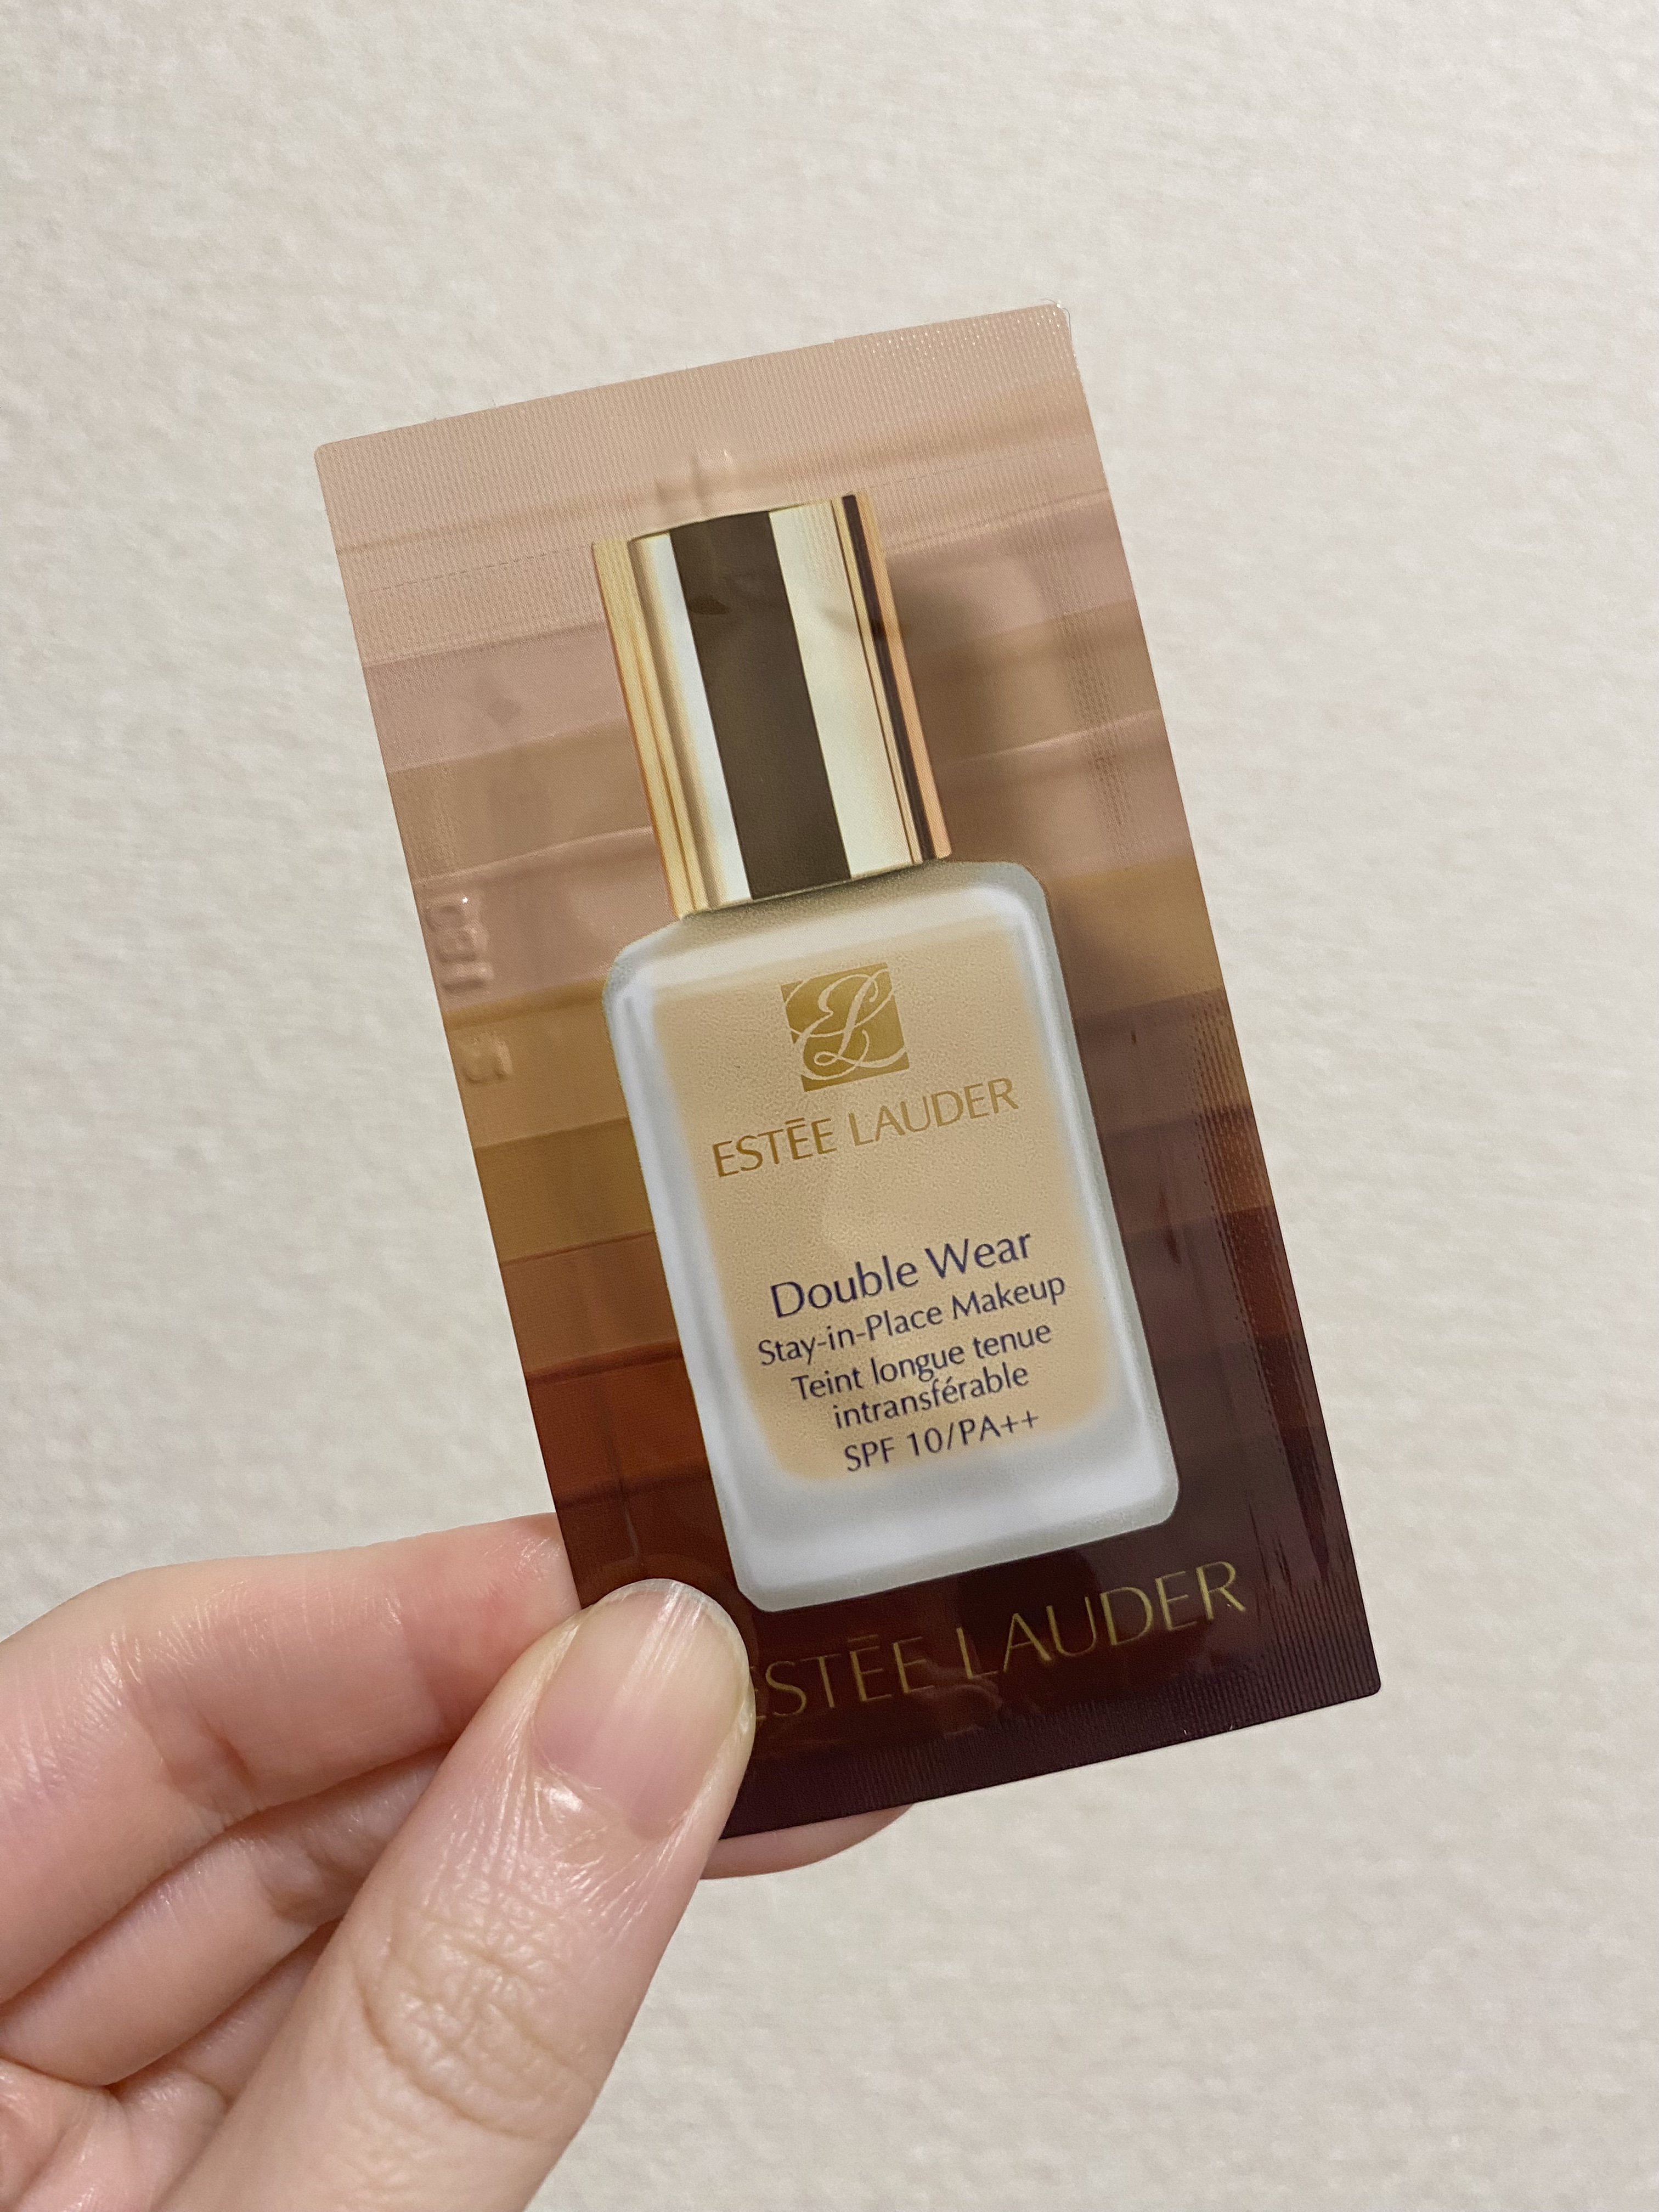 ESTĒE LAUDER
Double Wear
Stay-in-Place Makeup
Teint longue tenue
intransférable
SPF 10/PA++
ESTĒE LAUDER